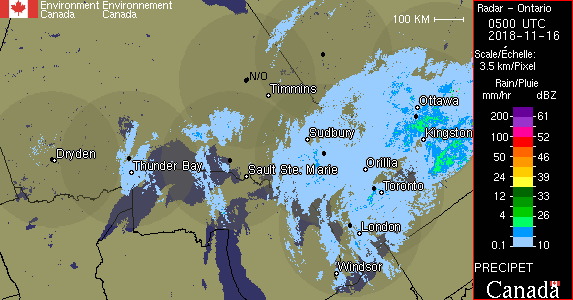 Environment Environnement
Canada Canada
100 KM
N/O
Timmins
Ottawa
Sudbury
Kingston
Dryden
Thunder Bay
Sault Ste. Marie
Orillia
Toronto
London
Windsor
Radar - Ontario
0500 UTC
2018-11-16
Scale/Échelle:
3.5 km/Pixel
Rain/Pluie
mm/hr dBZ
200 61
100 52
50 46
24 39
12 33
4 26
0.1 10
PRECIPET
Canada